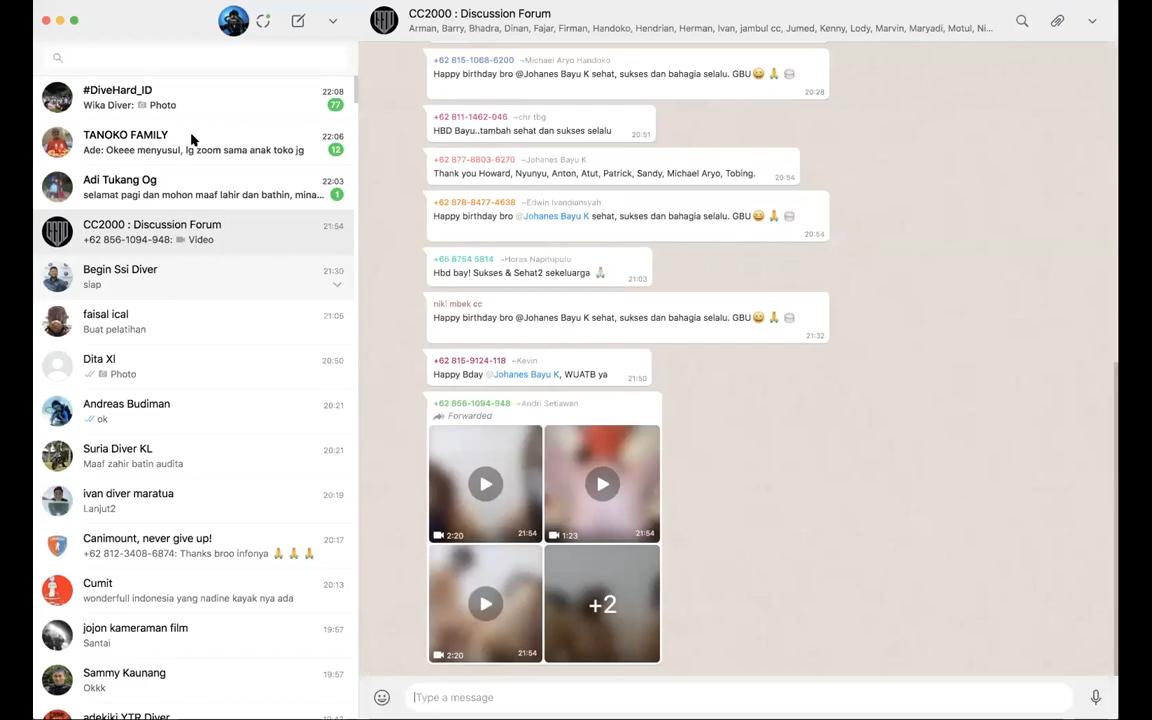 CC2000 : Discussion Forum
Arman, Barry, Bhadra, Dinan, Fajar, Firman, Handoko, Hendrian, Herman, Ivan, jambul cc, Jumed, Kenny, Lody, Marvin, Maryadi, Motul, Ni...
#DiveHard_ID 22:08
Wika Diver: Photo 77
TANOKO FAMILY 22:06
Ade: Okeee menyusul, lg zoom sama anak toko jg 12
Adi Tukang Og 22:03
selamat pagi dan mohon maaf lahir dan bathin, mina... 1
CC2000 : Discussion Forum 21:54
+62 856-1094-948: Video
Begin Ssi Diver 21:30
siap
faisal ical 21:05
Buat pelatihan
Dita Xl 20:50
Photo
Andreas Budiman 20:21
ok
Suria Diver KL 20:21
Maaf zahir batin audita
ivan diver maratua 20:19
Lanjut2
Canimount, never give up! 20:17
+62 812-3408-6874: Thanks broo infonya 🙏 🙏 🙏
Cumit 20:13
wonderfull indonesia yang nadine kayak nya ada
jojon kameraman film 19:57
Santai
Sammy Kaunang 19:57
Okkk
adekiki YTR Diver
+62 815-1068-6200 ~Michael Aryo Handoko
Happy birthday bro @Johanes Bayu K sehat, sukses dan bahagia selalu. GBU😄 🙏
20:28
+62 811-1462-046 ~chr tbg
HBD Bayu..tambah sehat dan sukses selalu 20:51
+62 877-8803-6270 ~Johanes Bayu K
Thank you Howard, Nyunyu, Anton, Atut, Patrick, Sandy, Michael Aryo, Tobing. 20:54
+62 878-8477-4638 ~Edwin Ivandiansyah
Happy birthday bro @Johanes Bayu K sehat, sukses dan bahagia selalu. GBU😄 🙏
20:54
~Horas Napitupulu
Hbd bay! Sukses & Sehat2 sekeluarga 🙏 21:03
niki mbek cc
Happy birthday bro @Johanes Bayu K sehat, sukses dan bahagia selalu. GBU😄 🙏
21:32
+62 815-9124-118 ~Kevin
Happy Bday @Johanes Bayu K, WUATB ya 21:50
+62 856-1094-948 ~Andri Setiawan
Forwarded
2:20 21:54 1:23 21:54
+2
2:20 21:54
Type a message